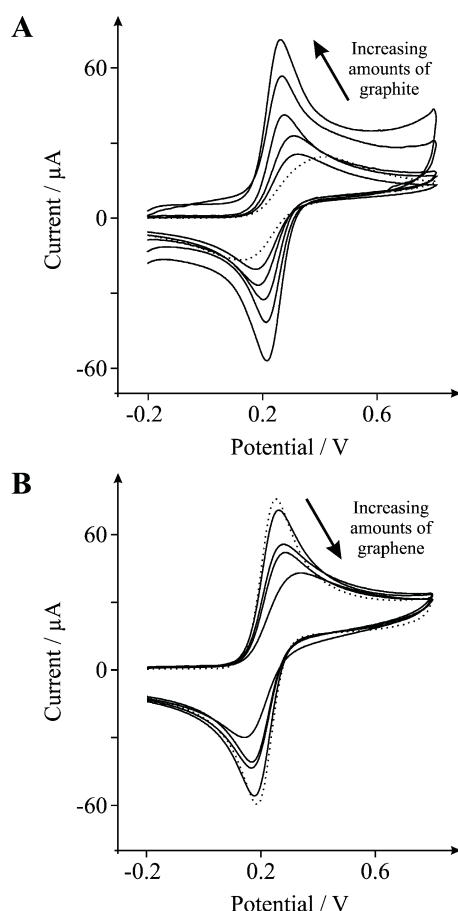 A
60
0
-60
Current / µA
Increasing
amounts of
graphite
-0.2
0.2
0.6
Potential / V
B
60
0
-60
Current / µA
Increasing
amounts of
graphene
-0.2
0.2
0.6
Potential / V